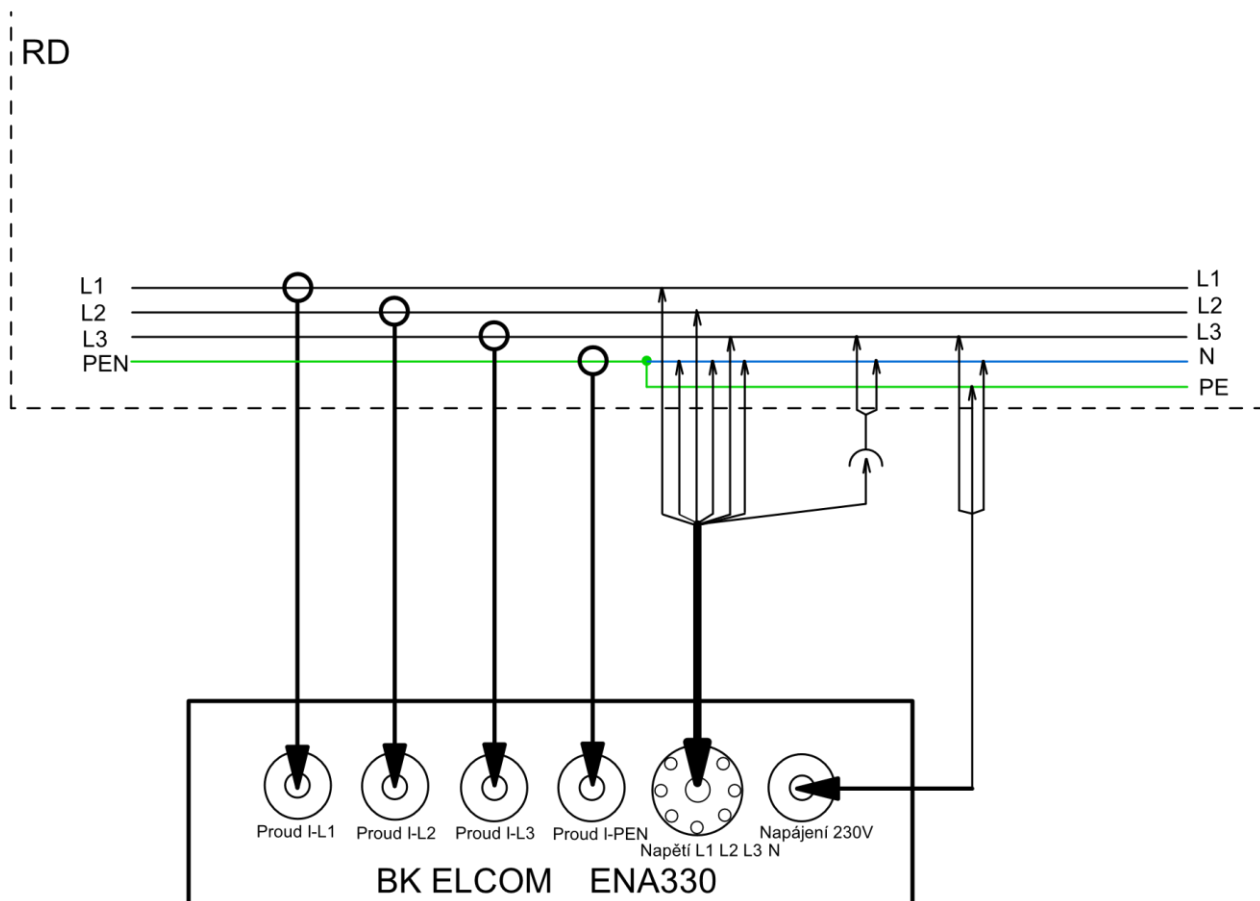 RD
L1
L2
L3
PEN
L1
L2
L3
N
PE
Proud I-L1
Proud I-L2
Proud I-L3
Proud I-PEN
Napětí L1 L2 L3 N
Napájení 230V
BK ELCOM ENA330